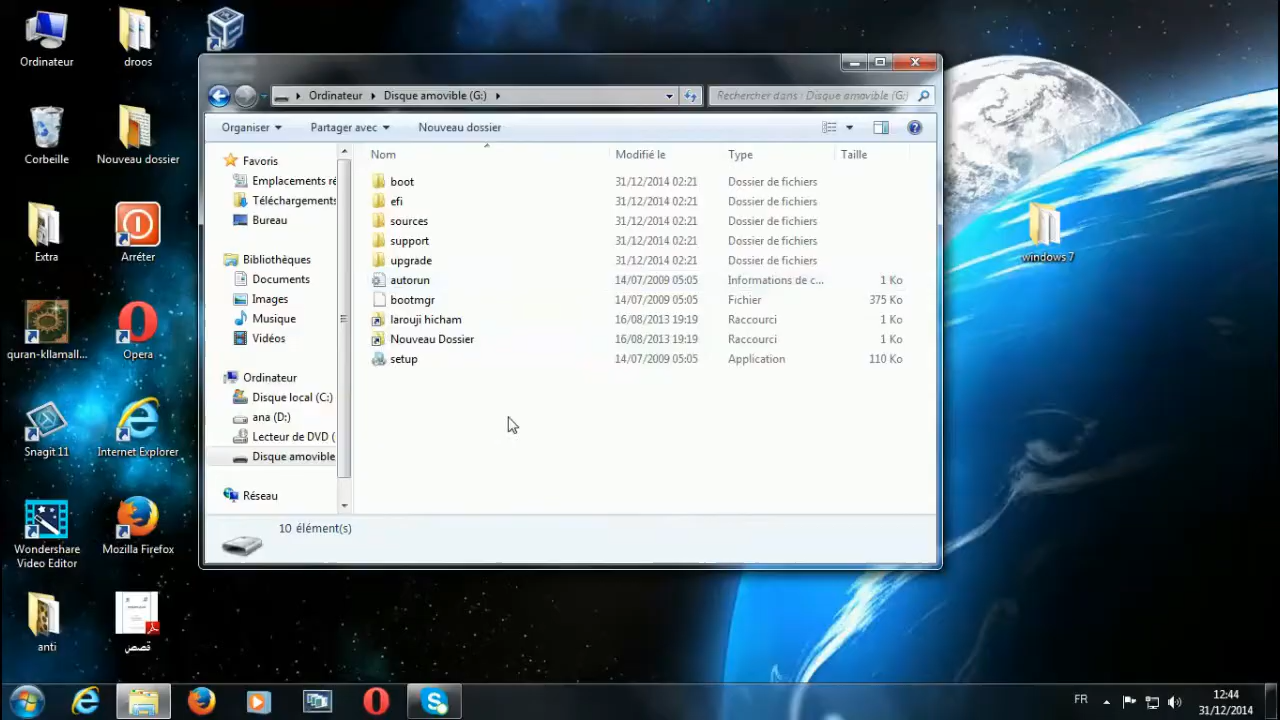 Ordinateur
droos
Corbeille
Nouveau dossier
Extra
Arréter
quran-kllamall...
Opera
Snagit 11
Internet Explorer
Wondershare
Video Editor
Mozilla Firefox
anti
قصص
windows 7
Ordinateur
Disque amovible (G:)
Rechercher dans : Disque amovible (G:)
Organiser
Partager avec
Nouveau dossier
Favoris
Emplacements ré
Téléchargements
Bureau
Bibliothèques
Documents
Images
Musique
Vidéos
Ordinateur
Disque local (C:)
ana (D:)
Lecteur de DVD (
Disque amovible
Réseau
Nom Modifié le Type Taille
boot 31/12/2014 02:21 Dossier de fichiers
efi 31/12/2014 02:21 Dossier de fichiers
sources 31/12/2014 02:21 Dossier de fichiers
support 31/12/2014 02:21 Dossier de fichiers
upgrade 31/12/2014 02:21 Dossier de fichiers
autorun 14/07/2009 05:05 Informations de c... 1 Ko
bootmgr 14/07/2009 05:05 Fichier 375 Ko
larouji hicham 16/08/2013 19:19 Raccourci 1 Ko
Nouveau Dossier 16/08/2013 19:19 Raccourci 1 Ko
setup 14/07/2009 05:05 Application 110 Ko
10 élément(s)
FR
12:44
31/12/2014